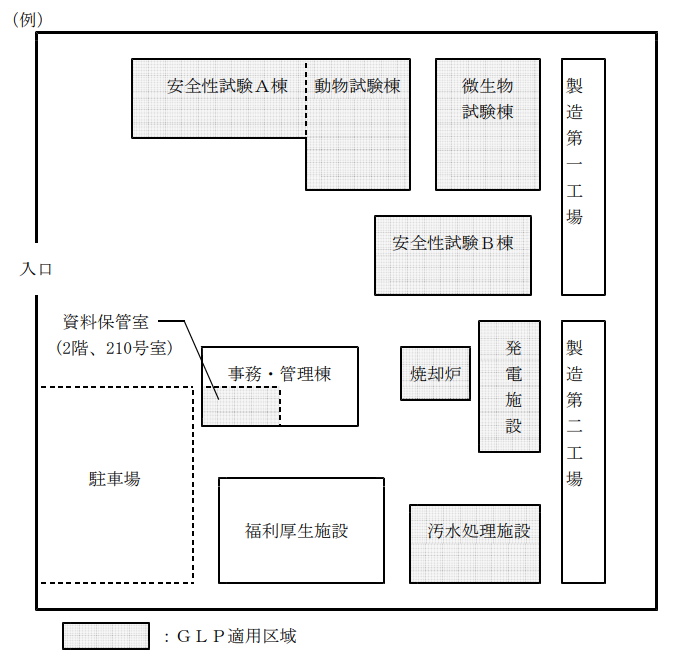 （例）
安全性試験Ａ棟
動物試験棟
微生物
試験棟
製造第一工場
安全性試験Ｂ棟
入口
資料保管室
（2階、210号室）
事務・管理棟
焼却炉
発電施設
製造第二工場
駐車場
福利厚生施設
汚水処理施設
：ＧＬＰ適用区域